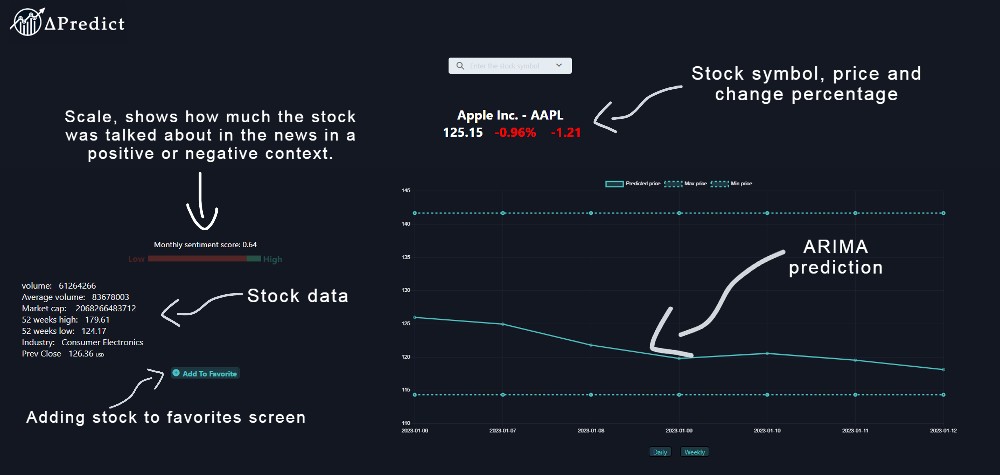 ΔPredict
Enter the stock symbol
Stock symbol, price and
change percentage
Scale, shows how much the stock
was talked about in the news in a
positive or negative context.
Apple Inc. - AAPL
125.15 -0.96% -1.21
Predicted price Max price Min price
145
140
135
130
125
120
115
110
2023-01-06 2023-01-07 2023-01-08 2023-01-09 2023-01-10 2023-01-11 2023-01-12
ARIMA
prediction
Monthly sentiment score: 0.64
Low High
volume: 61264266
Average volume: 83678003
Market cap: 2068266483712
52 weeks high: 179.61
52 weeks low: 124.17
Industry: Consumer Electronics
Prev Close 126.36 USD
Stock data
Add To Favorite
Adding stock to favorites screen
Daily Weekly